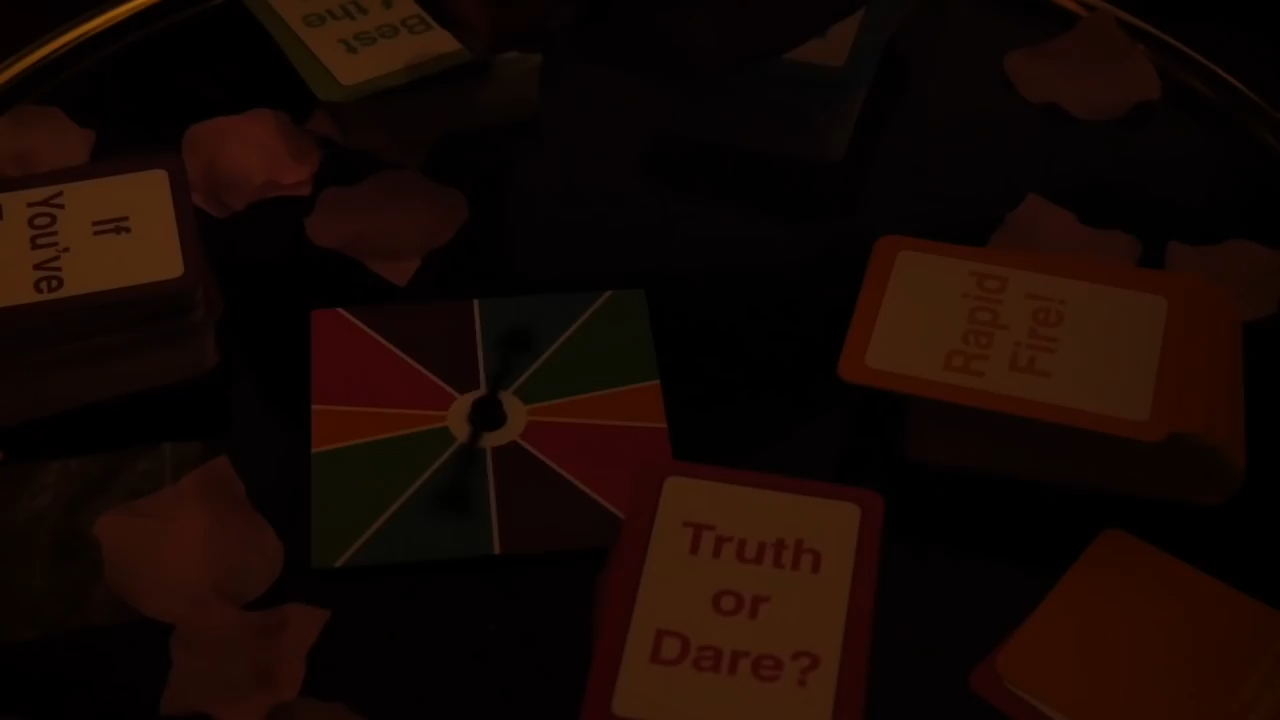 Best
the
If
You've
Rapid
Fire!
Truth
or
Dare?